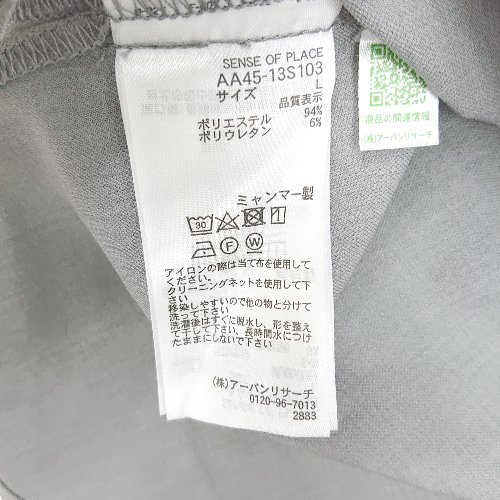 SENSE OF PLACE
AA45-13S103
サイズ L
品質表示
ポリエステル 94%
ポリウレタン 6%
ミャンマー製
30
F W
アイロンの際は当て布を使用して
ください
クリーニングネットを使用して下
さい
移染しやすいので他の物と分けて
洗って下さい
洗濯後はすぐに脱水し、形を整え
て干して下さい、長時間水につけ
たままにしないで下さい
(株)アーバンリサーチ
0120-96-7013
2883
商品の関連情報
(株)アーバンリサーチ